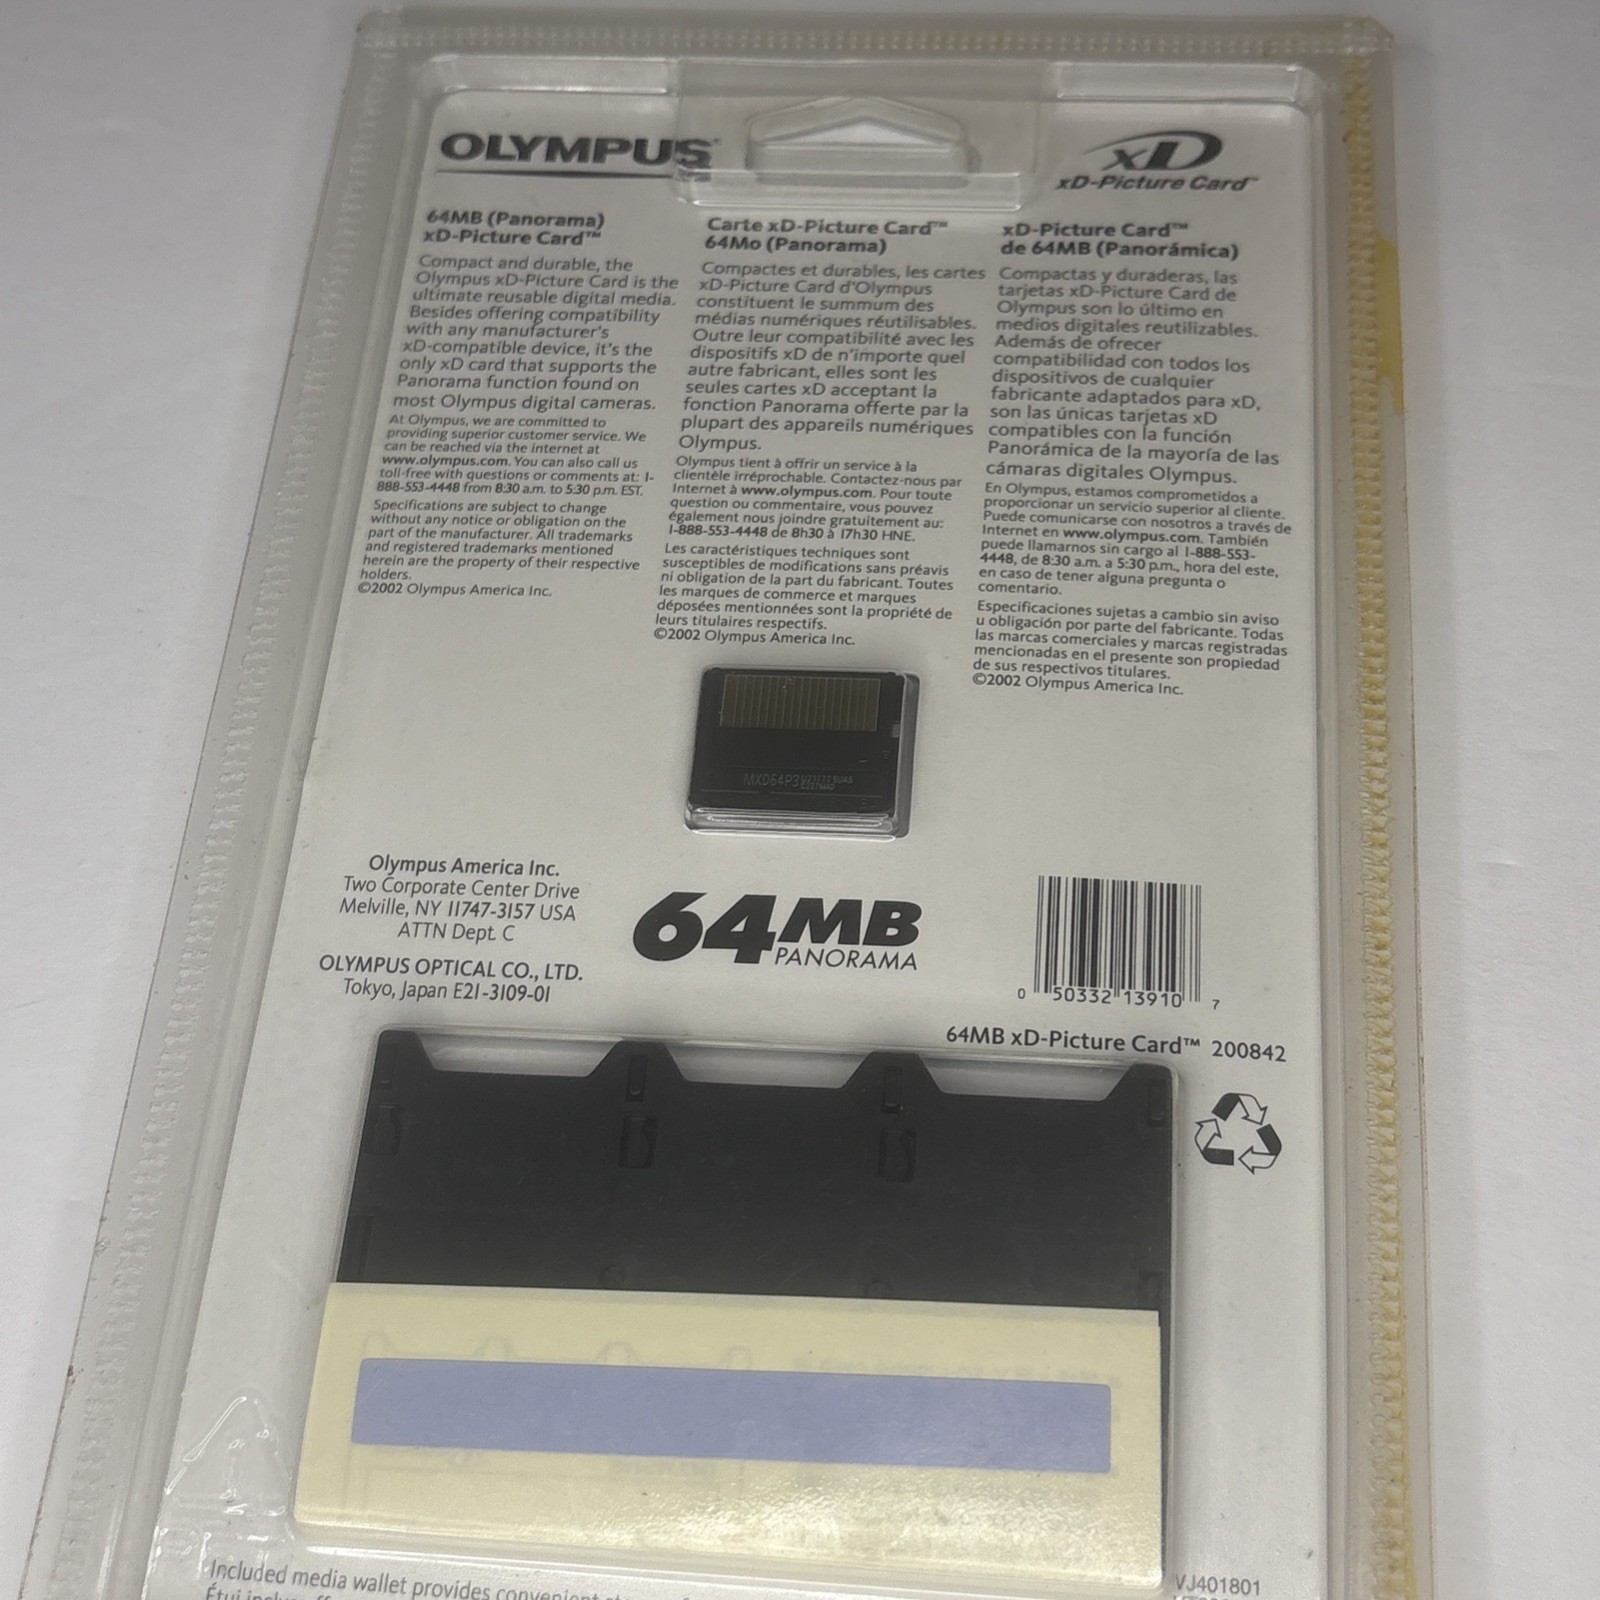 OLYMPUS
xD
xD-Picture Card™
64MB (Panorama)
xD-Picture Card™
Compact and durable, the
Olympus xD-Picture Card is the
ultimate reusable digital media.
Besides offering compatibility
with any manufacturer's
xD-compatible device, it's the
only xD card that supports the
Panorama function found on
most Olympus digital cameras.
At Olympus, we are committed to
providing superior customer service. We
can be reached via the internet at
www.olympus.com. You can also call us
toll-free with questions or comments at: 1-
888-553-4448 from 8:30 a.m. to 5:30 p.m. EST.
Specifications are subject to change
without any notice or obligation on the
part of the manufacturer. All trademarks
and registered trademarks mentioned
herein are the property of their respective
holders.
©2002 Olympus America Inc.
Carte xD-Picture Card™
64Mo (Panorama)
Compactes et durables, les cartes
xD-Picture Card d'Olympus
constituent le summum des
médias numériques réutilisables.
Outre leur compatibilité avec les
dispositifs xD de n'importe quel
autre fabricant, elles sont les
seules cartes xD acceptant la
fonction Panorama offerte par la
plupart des appareils numériques
Olympus.
Olympus tient à offrir un service à la
clientèle irréprochable. Contactez-nous par
Internet à www.olympus.com. Pour toute
question ou commentaire, vous pouvez
également nous joindre gratuitement au:
1-888-553-4448 de 8h30 à 17h30 HNE.
Les caractéristiques techniques sont
susceptibles de modifications sans préavis
ni obligation de la part du fabricant. Toutes
les marques de commerce et marques
déposées mentionnées sont la propriété de
leurs titulaires respectifs.
©2002 Olympus America Inc.
xD-Picture Card™
de 64MB (Panorámica)
Compactas y duraderas, las
tarjetas xD-Picture Card de
Olympus son lo último en
medios digitales reutilizables.
Además de ofrecer
compatibilidad con todos los
dispositivos de cualquier
fabricante adaptados para xD,
son las únicas tarjetas xD
compatibles con la función
Panorámica de la mayoría de las
cámaras digitales Olympus.
En Olympus, estamos comprometidos a
proporcionar un servicio superior al cliente.
Puede comunicarse con nosotros a través de
Internet en www.olympus.com. También
puede llamarnos sin cargo al 1-888-553-
4448, de 8:30 a.m. a 5:30 p.m., hora del este,
en caso de tener alguna pregunta o
comentario.
Especificaciones sujetas a cambio sin aviso
u obligación por parte del fabricante. Todas
las marcas comerciales y marcas registradas
mencionadas en el presente son propiedad
de sus respectivos titulares.
©2002 Olympus America Inc.
MXD64P3
Olympus America Inc.
Two Corporate Center Drive
Melville, NY 11747-3157 USA
ATTN Dept. C
OLYMPUS OPTICAL CO., LTD.
Tokyo, Japan E21-3109-01
64MB
PANORAMA
0 50332 13910 7
64MB xD-Picture Card™ 200842
Included media wallet provides convenient
VJ401801